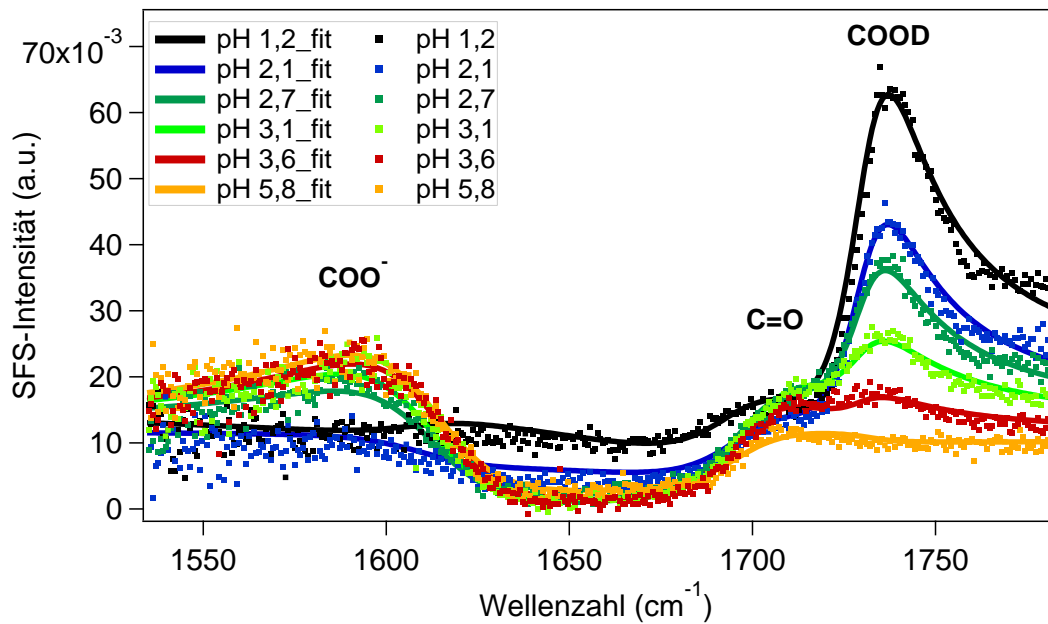 70x10-3
60
50
40
30
20
10
0
SFS-Intensität (a.u.)
pH 1,2_fit pH 1,2
pH 2,1_fit pH 2,1
pH 2,7_fit pH 2,7
pH 3,1_fit pH 3,1
pH 3,6_fit pH 3,6
pH 5,8_fit pH 5,8
COOD
COO-
C=O
1550 1600 1650 1700 1750
Wellenzahl (cm-1)